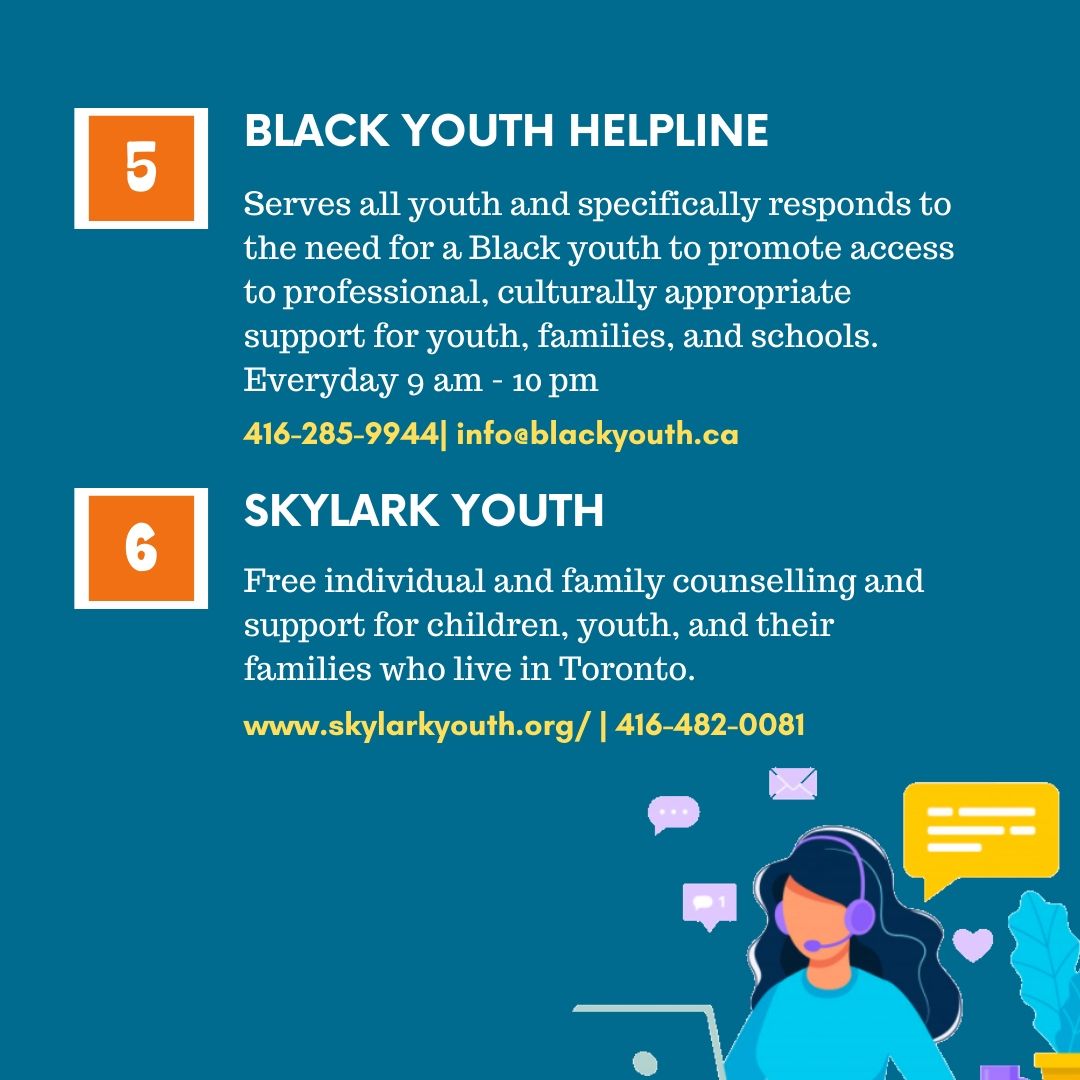 5
BLACK YOUTH HELPLINE
Serves all youth and specifically responds to
the need for a Black youth to promote access
to professional, culturally appropriate
support for youth, families, and schools.
Everyday 9 am - 10 pm
416-285-9944| info@blackyouth.ca
6
SKYLARK YOUTH
Free individual and family counselling and
support for children, youth, and their
families who live in Toronto.
www.skylarkyouth.org/ | 416-482-0081
1